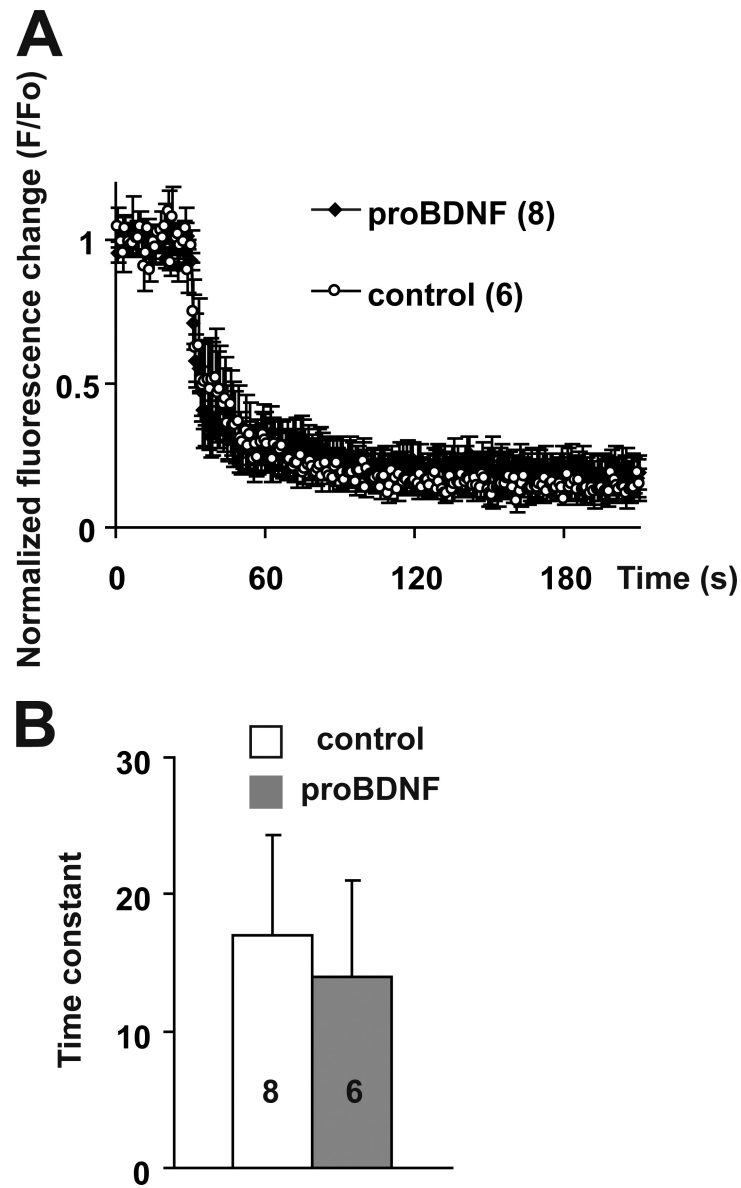 A
Normalized fluorescence change (F/Fo)
proBDNF (8)
control (6)
1
0.5
0
0 60 120 180 Time (s)
B
control
proBDNF
Time constant
30
20
10
0
8 6